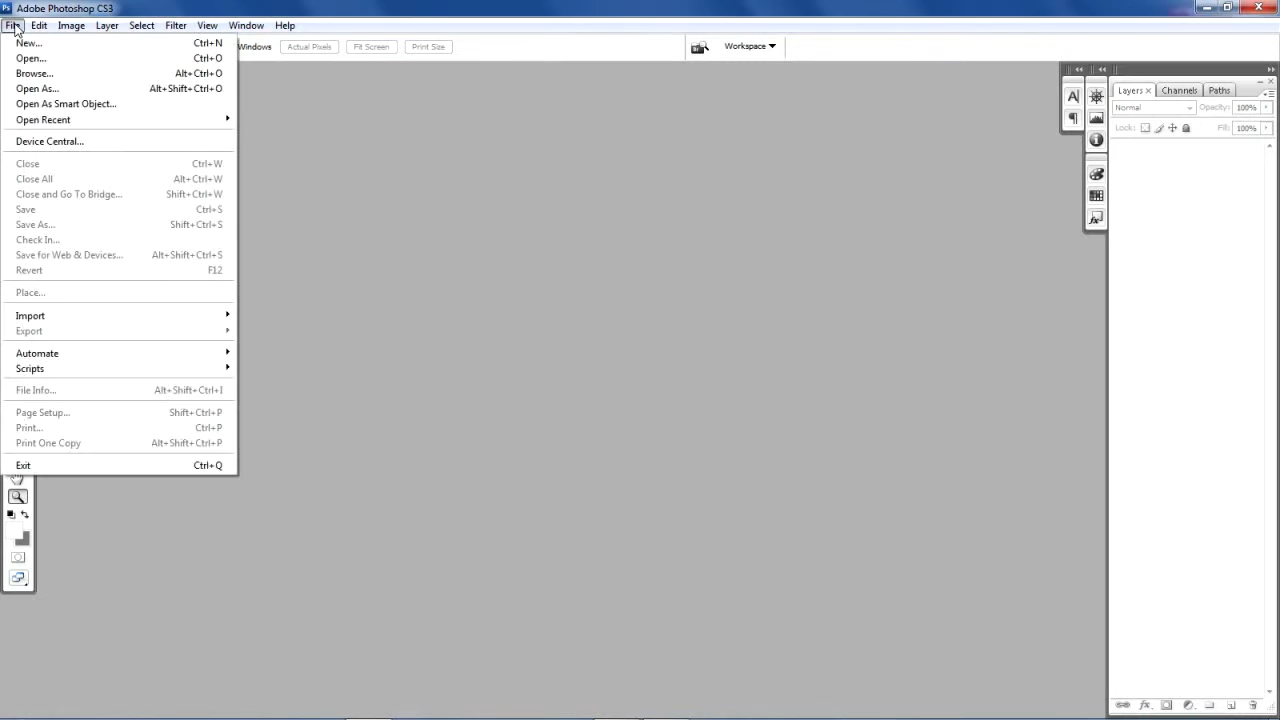 Ps Adobe Photoshop CS3
File Edit Image Layer Select Filter View Window Help
Windows Actual Pixels Fit Screen Print Size Workspace
New... Ctrl+N
Open... Ctrl+O
Browse... Alt+Ctrl+O
Open As... Alt+Shift+Ctrl+O
Open As Smart Object...
Open Recent
Device Central...
Close Ctrl+W
Close All Alt+Ctrl+W
Close and Go To Bridge... Shift+Ctrl+W
Save Ctrl+S
Save As... Shift+Ctrl+S
Check In...
Save for Web & Devices... Alt+Shift+Ctrl+S
Revert F12
Place...
Import
Export
Automate
Scripts
File Info... Alt+Shift+Ctrl+I
Page Setup... Shift+Ctrl+P
Print... Ctrl+P
Print One Copy Alt+Shift+Ctrl+P
Exit Ctrl+Q
Layers x Channels Paths
Normal Opacity: 100%
Lock: Fill: 100%